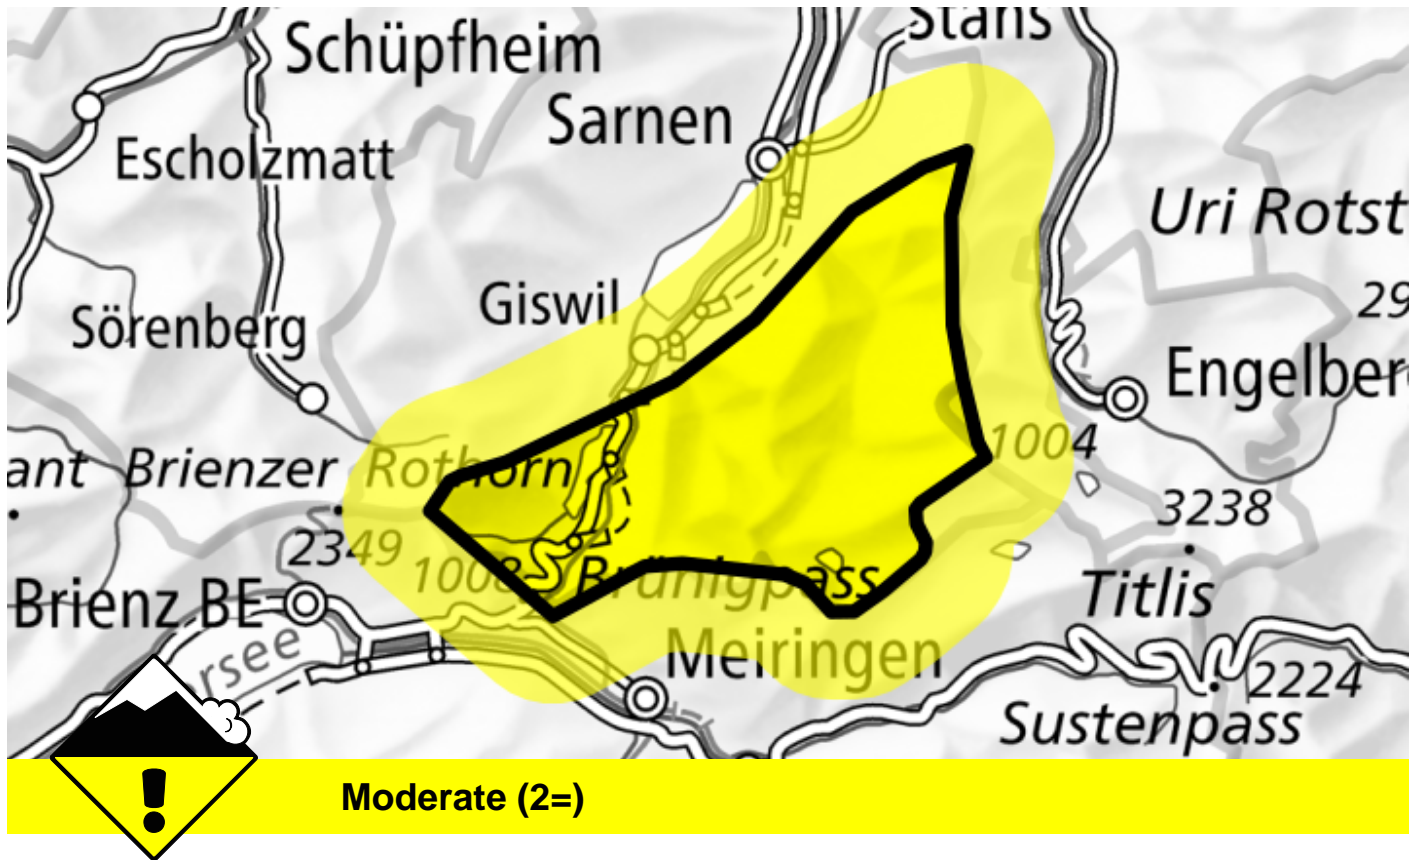 Stans
Schüpfheim
Sarnen
Escholzmatt
Uri Rotst
Giswil
29
Sörenberg
Engelber
1004
ant Brienzer Rothorn
3238
2349
1008
Brünigpass
Titlis
Brienz BE
ersee
Meiringen
2224
Sustenpass
Moderate (2=)